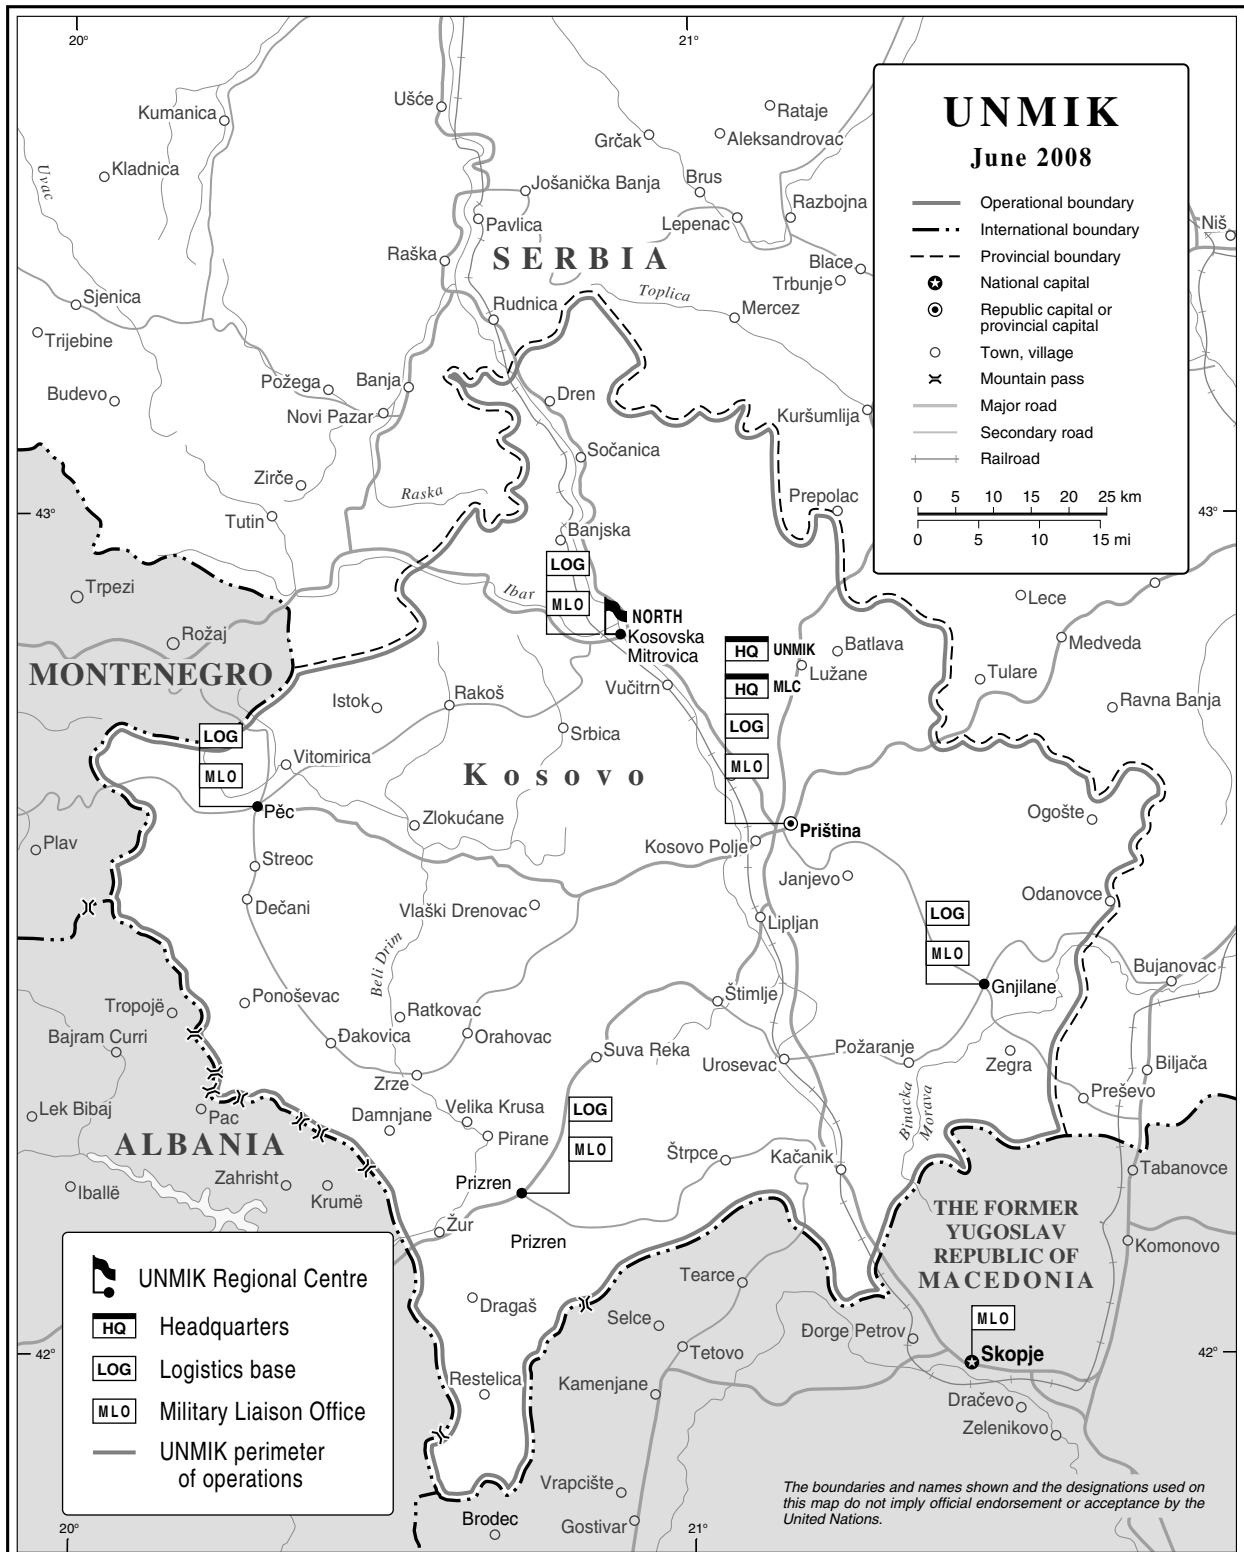 20°
21°
UNMIK
June 2008
Operational boundary
International boundary
Provincial boundary
National capital
Republic capital or
provincial capital
Town, village
Mountain pass
Major road
Secondary road
Railroad
0 5 10 15 20 25 km
0 5 10 15 mi
Ušće
Kumanica
Rataje
Grčak
Aleksandrovac
Kladnica
Uvac
Jošanička Banja
Brus
Razbojna
Pavlica
Lepenac
Niš
Raška
SERBIA
Blace
Trbunje
Sjenica
Rudnica
Toplica
Mercez
Trijebine
Požega
Banja
Budevo
Dren
Novi Pazar
Kuršumlija
Sočanica
Zirče
Raska
Prepolac
43°
43°
Tutin
Banjska
LOG
Trpezi
Ibar
MLO
NORTH
Lece
Rožaj
Kosovska
Mitrovica
HQ
UNMIK
Batlava
Medveda
MONTENEGRO
Lužane
Vučitrn
HQ
MLC
Tulare
Istok
Rakoš
Ravna Banja
LOG
Srbica
LOG
Vitomirica
MLO
MLO
Kosovo
Pěc
Zlokućane
Ogošte
Priština
Plav
Kosovo Polje
Streoc
Janjevo
Dečani
Vlaški Drenovac
Odanovce
LOG
Lipljan
Beli Drim
MLO
Bujanovac
Gnjilane
Ponoševac
Štimlje
Tropojë
Ratkovac
Bajram Curri
Đakovica
Orahovac
Suva Reka
Požaranje
Urosevac
Zegra
Biljača
Zrze
Lek Bibaj
Pac
Damnjane
Velika Krusa
LOG
Binacka
Morava
Preševo
ALBANIA
Pirane
MLO
Štrpce
Kačanik
Tabanovce
Iballë
Zahrisht
Krumë
Prizren
THE FORMER
YUGOSLAV
REPUBLIC OF
MACEDONIA
Žur
Prizren
Komonovo
UNMIK Regional Centre
Tearce
Dragaš
HQ
Headquarters
Selce
MLO
Đorge Petrov
42°
42°
Tetovo
Skopje
LOG
Logistics base
Restelica
Kamenjane
MLO
Military Liaison Office
Dračevo
Zelenikovo
UNMIK perimeter
of operations
Vrapcište
Brodec
Gostivar
The boundaries and names shown and the designations used on
this map do not imply official endorsement or acceptance by the
United Nations.
20°
21°